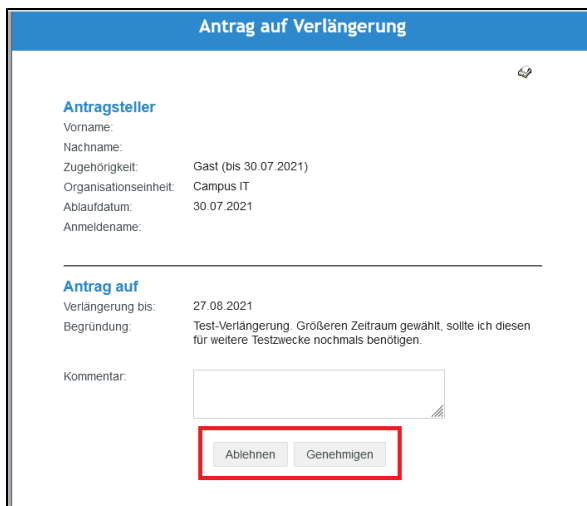 Antrag auf Verlängerung
Antragsteller
Vorname:
Nachname:
Zugehörigkeit: Gast (bis 30.07.2021)
Organisationseinheit: Campus IT
Ablaufdatum: 30.07.2021
Anmeldename:
Antrag auf
Verlängerung bis: 27.08.2021
Begründung: Test-Verlängerung. Größeren Zeitraum gewählt, sollte ich diesen
für weitere Testzwecke nochmals benötigen.
Kommentar:
Ablehnen Genehmigen